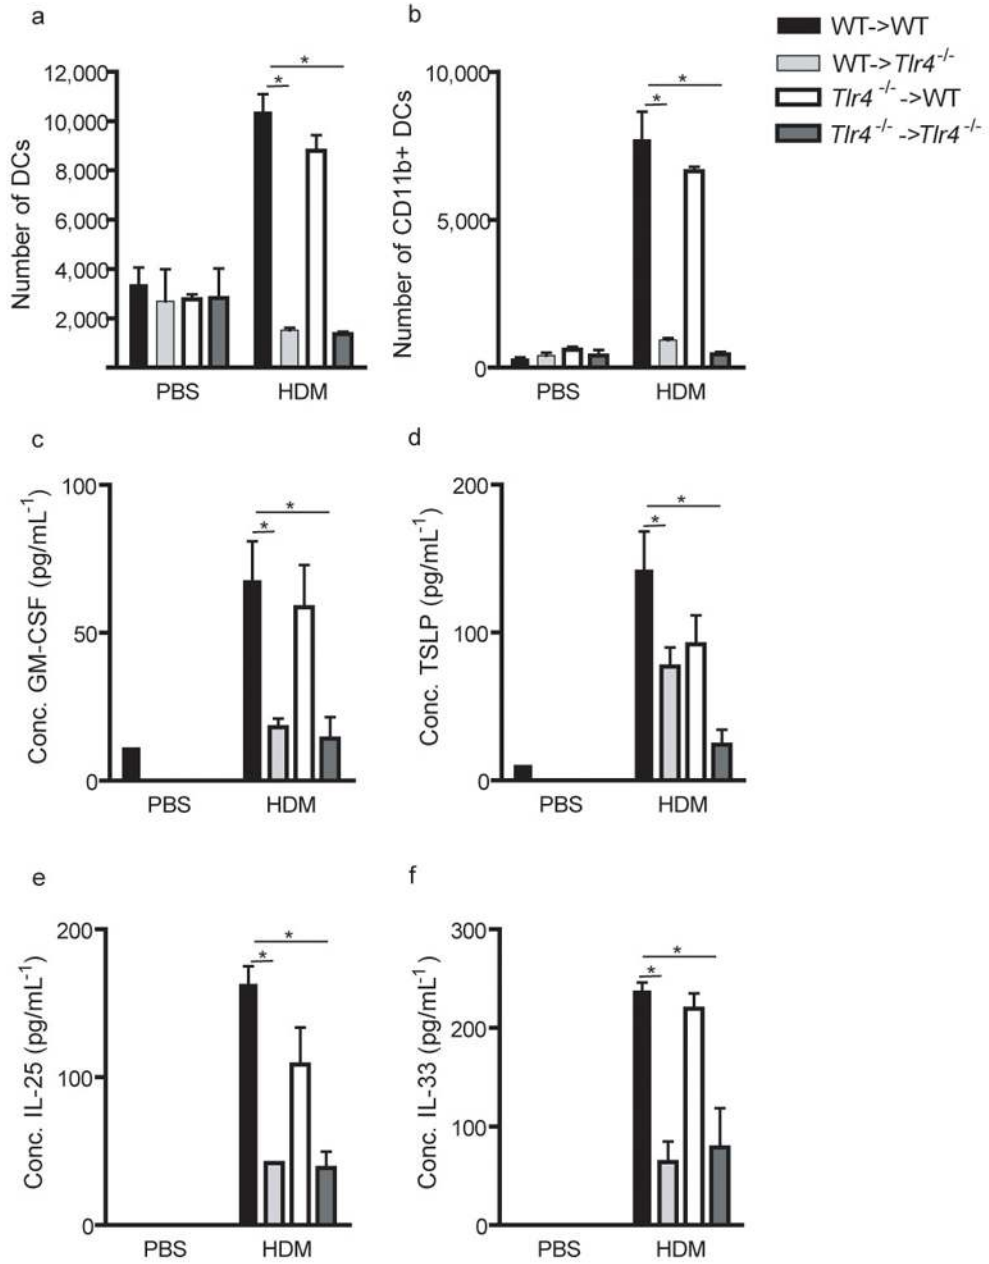 a
Number of DCs
12,000
10,000
8,000
6,000
4,000
2,000
*
*
PBS HDM
b
Number of CD11b+ DCs
10,000
5,000
0
*
*
PBS HDM
WT->WT
WT->Tlr4-/-
Tlr4-/- ->WT
Tlr4-/- ->Tlr4-/-
c
Conc. GM-CSF (pg/mL-1)
100
50
0
*
*
PBS HDM
d
Conc. TSLP (pg/mL-1)
200
100
0
*
*
PBS HDM
e
Conc. IL-25 (pg/mL-1)
200
100
0
*
*
PBS HDM
f
Conc. IL-33 (pg/mL-1)
300
200
100
0
*
*
PBS HDM